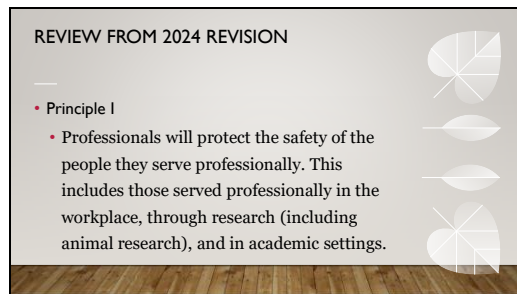 REVIEW FROM 2024 REVISION
• Principle I
• Professionals will protect the safety of the
people they serve professionally. This
includes those served professionally in the
workplace, through research (including
animal research), and in academic settings.